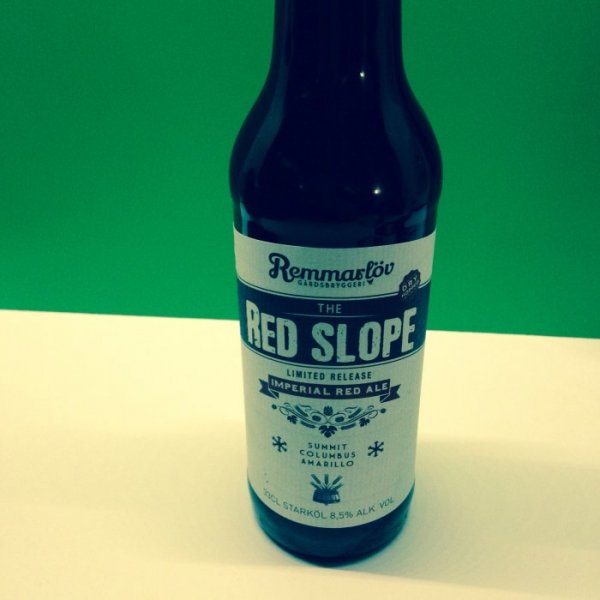 Remmarlöv
GÅRDSBRYGGERI
DRY
THE
RED SLOPE
LIMITED RELEASE
IMPERIAL RED ALE
SUMMIT
COLUMBUS
AMARILLO
33CL STARKÖL 8,5% ALK. VOL